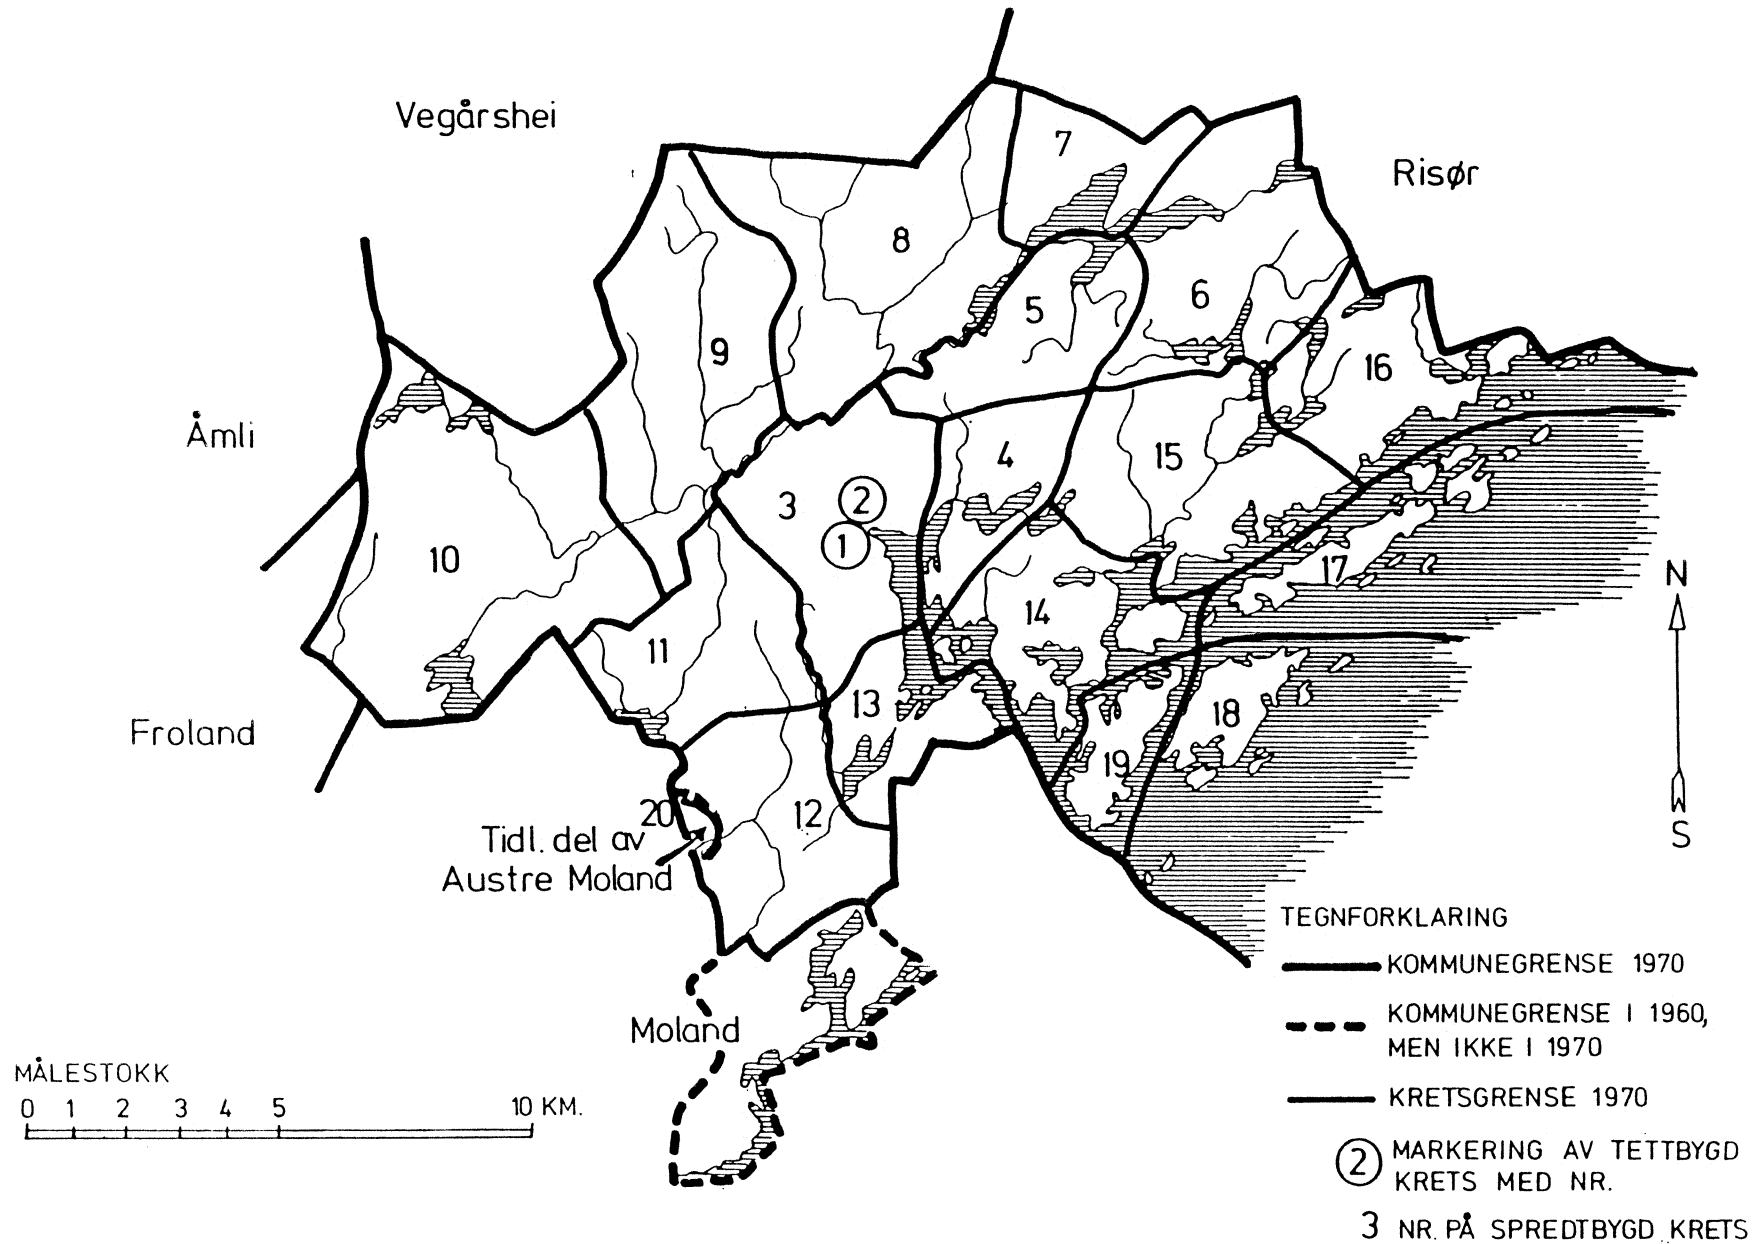 Vegårshei
Risør
7
8
6
5
9
16
Åmli
4
15
3
2
1
10
17
N
14
11
13
18
Froland
19
20
12
Tidl. del av
Austre Moland
S
TEGNFORKLARING
KOMMUNEGRENSE 1970
KOMMUNEGRENSE I 1960,
MEN IKKE I 1970
KRETSGRENSE 1970
2 MARKERING AV TETTBYGD
KRETS MED NR.
3 NR. PÅ SPREDTBYGD KRETS
Moland
MÅLESTOKK
0 1 2 3 4 5 10 KM.